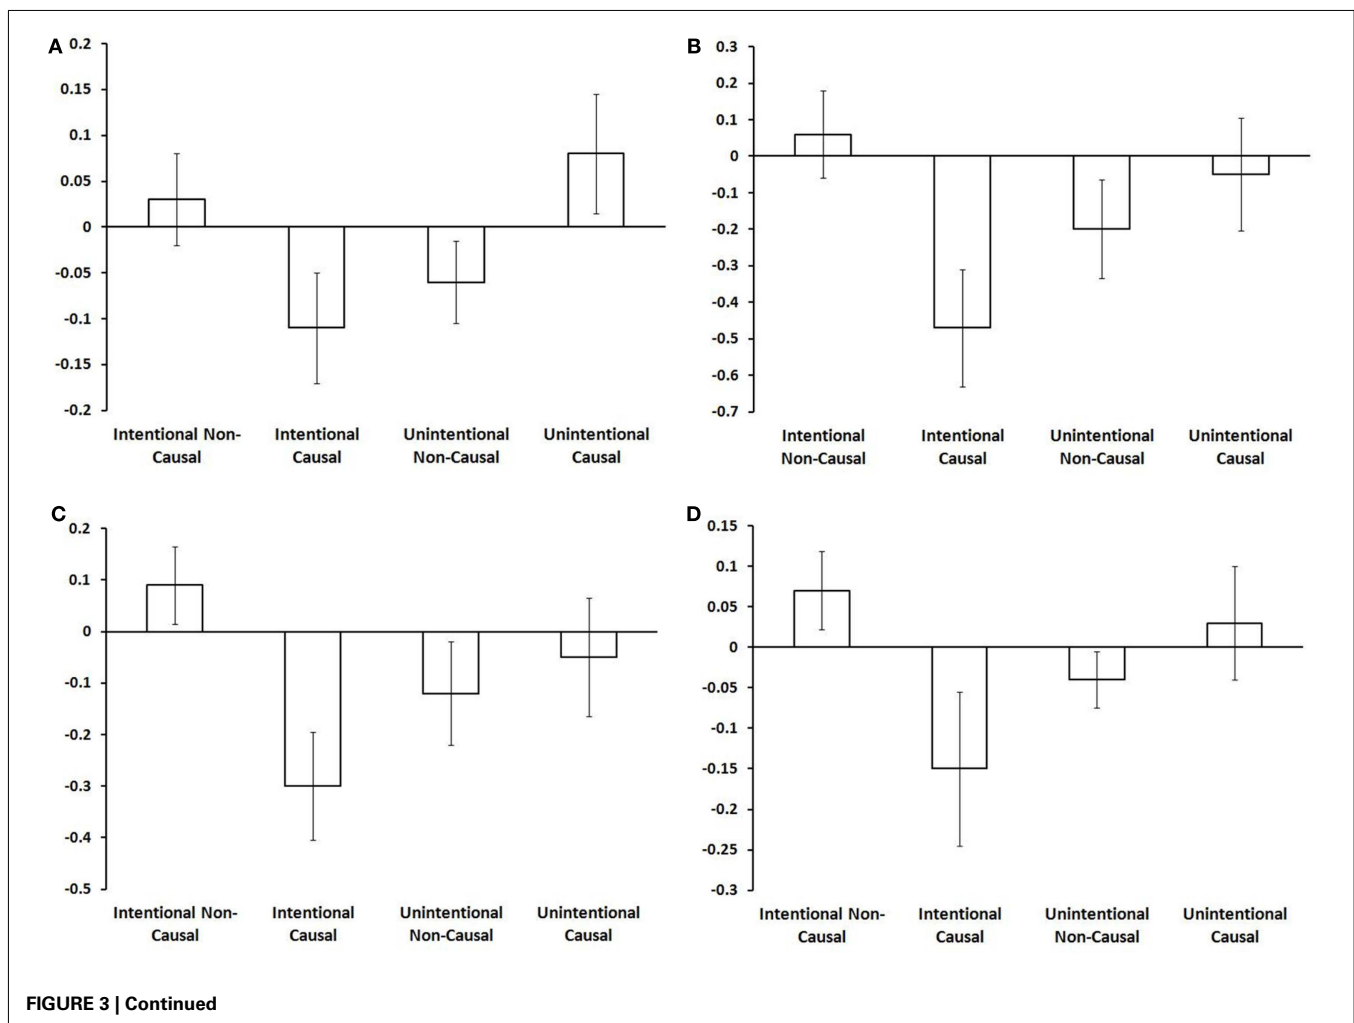 A
0.2
0.15
0.1
0.05
0
-0.05
-0.1
-0.15
-0.2
Intentional Non-
Causal
Intentional
Causal
Unintentional
Non-Causal
Unintentional
Causal
B
0.3
0.2
0.1
0
-0.1
-0.2
-0.3
-0.4
-0.5
-0.6
-0.7
Intentional
Non-Causal
Intentional
Causal
Unintentional
Non-Causal
Unintentional
Causal
C
0.2
0.1
0
-0.1
-0.2
-0.3
-0.4
-0.5
Intentional Non-
Causal
Intentional
Causal
Unintentional
Non-Causal
Unintentional
Causal
D
0.15
0.1
0.05
0
-0.05
-0.1
-0.15
-0.2
-0.25
-0.3
Intentional Non-
Causal
Intentional
Causal
Unintentional
Non-Causal
Unintentional
Causal
FIGURE 3 | Continued